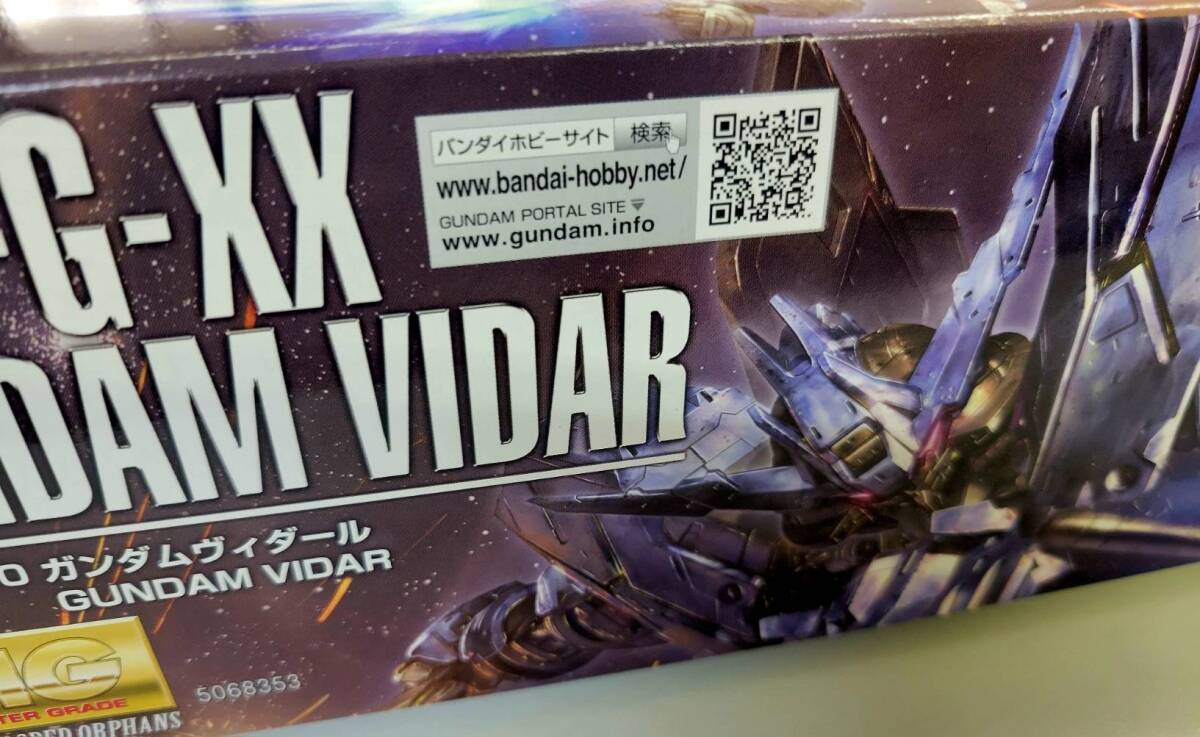 バンダイホビーサイト 検索
www.bandai-hobby.net/
GUNDAM PORTAL SITE
www.gundam.info
G-XX
DAM VIDAR
ガンダムヴィダール
GUNDAM VIDAR
5068353
ORPHANS